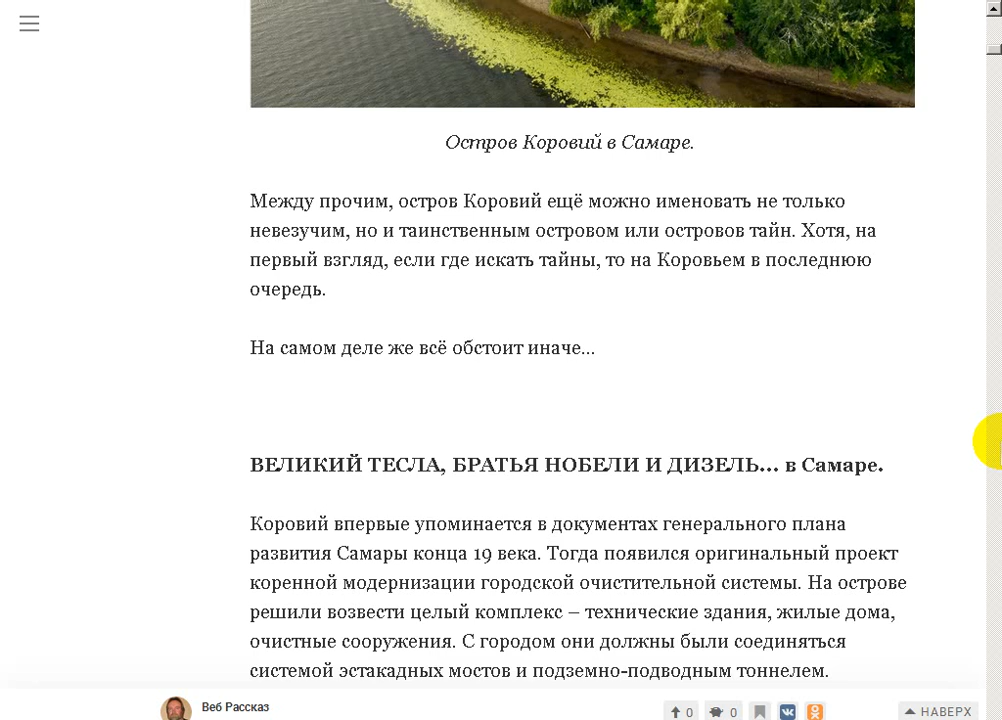 Остров Коровий в Самаре.
Между прочим, остров Коровий ещё можно именовать не только
невезучим, но и таинственным островом или островов тайн. Хотя, на
первый взгляд, если где искать тайны, то на Коровьем в последнюю
очередь.
На самом деле же всё обстоит иначе...
ВЕЛИКИЙ ТЕСЛА, БРАТЬЯ НОБЕЛИ И ДИЗЕЛЬ... в Самаре.
Коровий впервые упоминается в документах генерального плана
развития Самары конца 19 века. Тогда появился оригинальный проект
коренной модернизации городской очистительной системы. На острове
решили возвести целый комплекс – технические здания, жилые дома,
очистные сооружения. С городом они должны были соединяться
системой эстакадных мостов и подземно-подводным тоннелем.
Веб Рассказ
0
0
НАВЕРХ